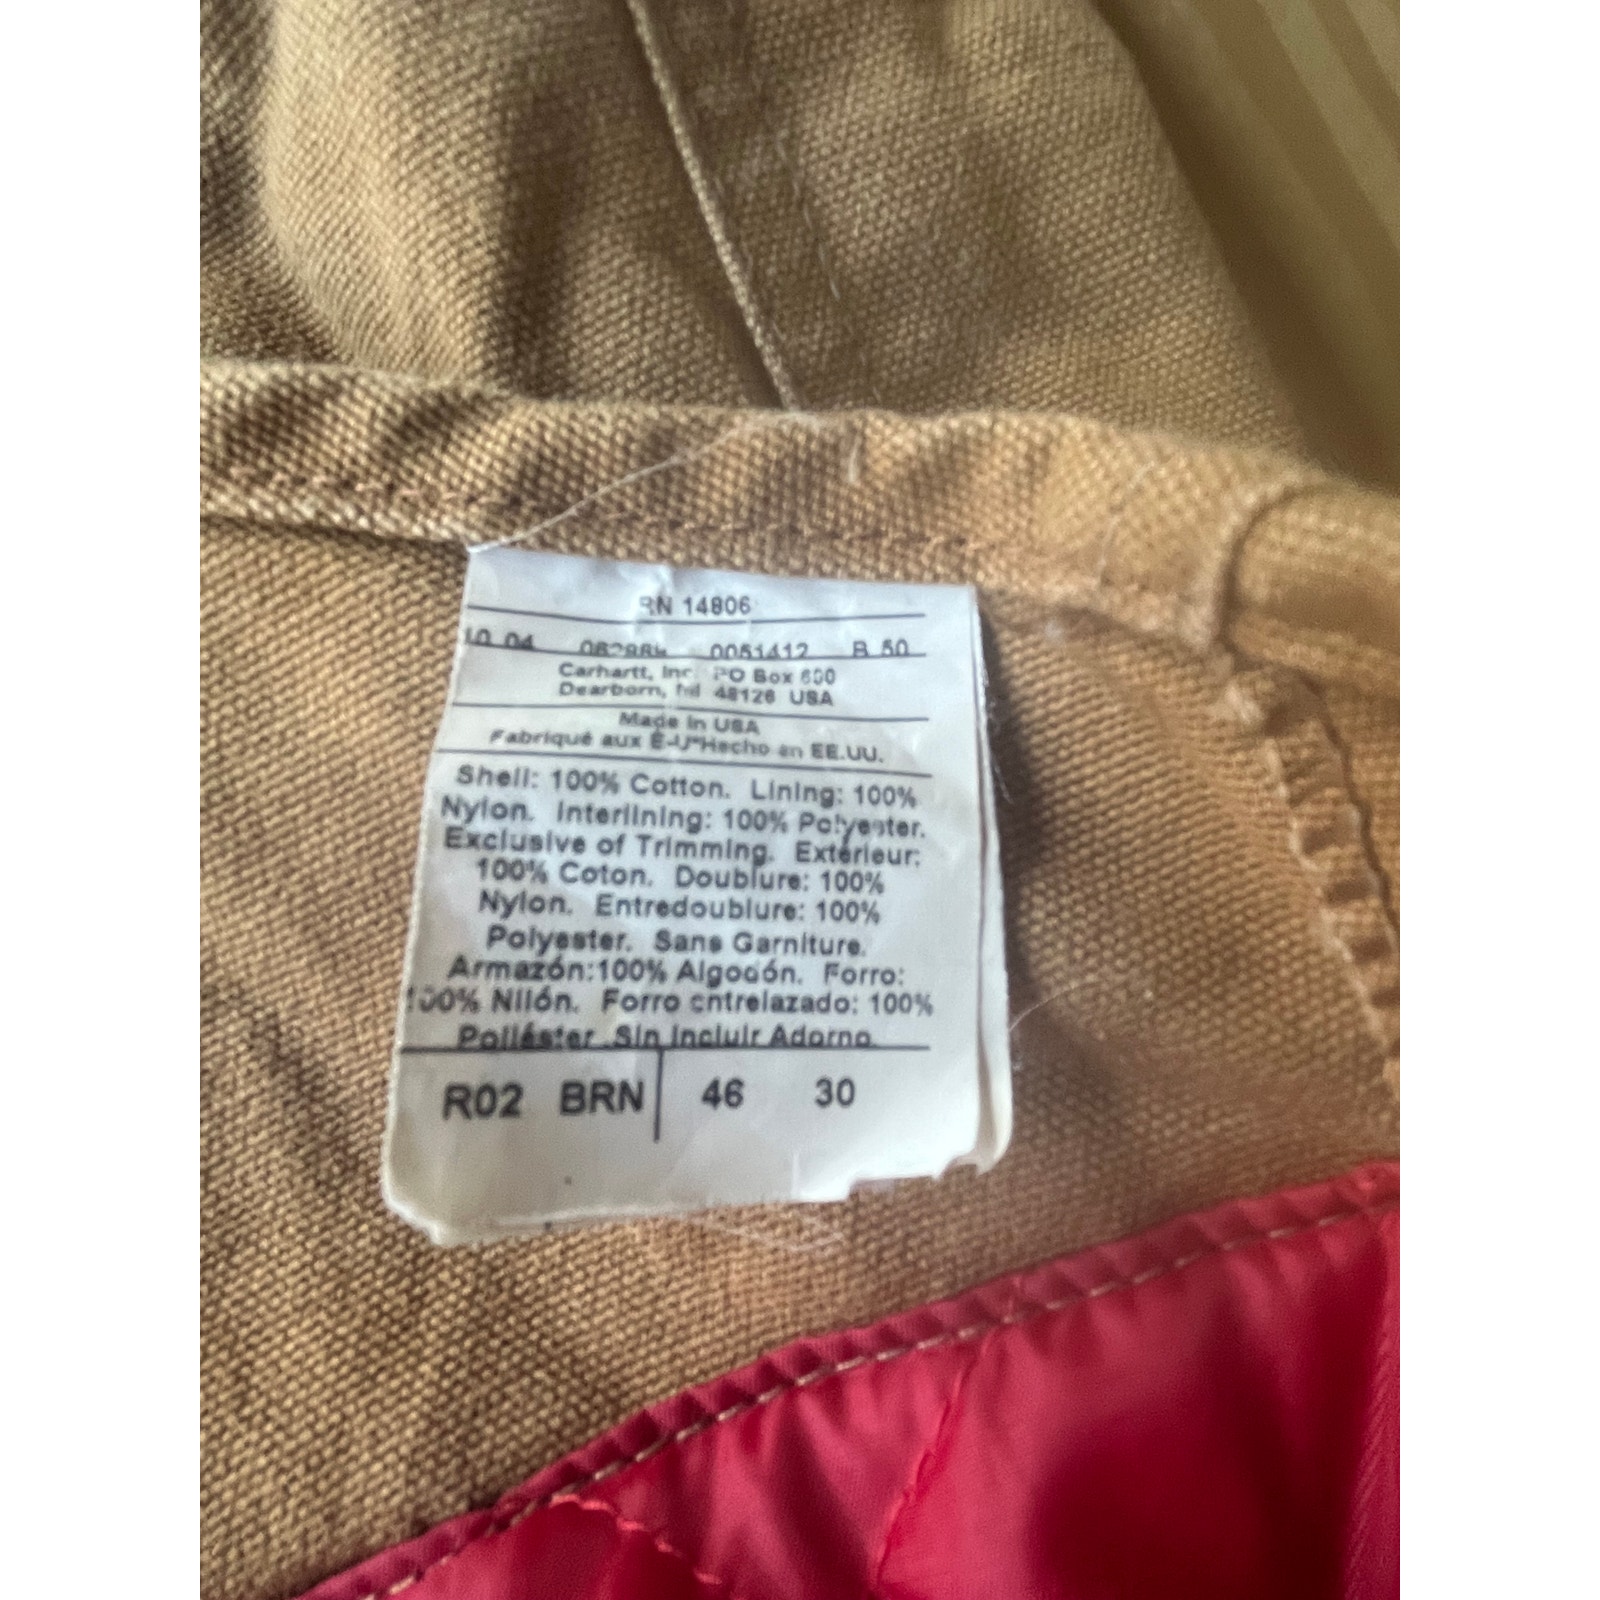 RN 14806
10 04 0051412 B 50
Carhartt, Inc. PO Box 600
Dearborn, MI 48126 USA
Made in USA
Fabriqué aux É-U*Hecho en EE.UU.
Shell: 100% Cotton. Lining: 100%
Nylon. Interlining: 100% Polyester.
Exclusive of Trimming. Extérieur:
100% Coton. Doublure: 100%
Nylon. Entredoublure: 100%
Polyester. Sans Garniture.
Armazón:100% Algodón. Forro:
100% Nilón. Forro entrelazado: 100%
Poliéster. Sin Incluir Adorno.
R02 BRN 46 30